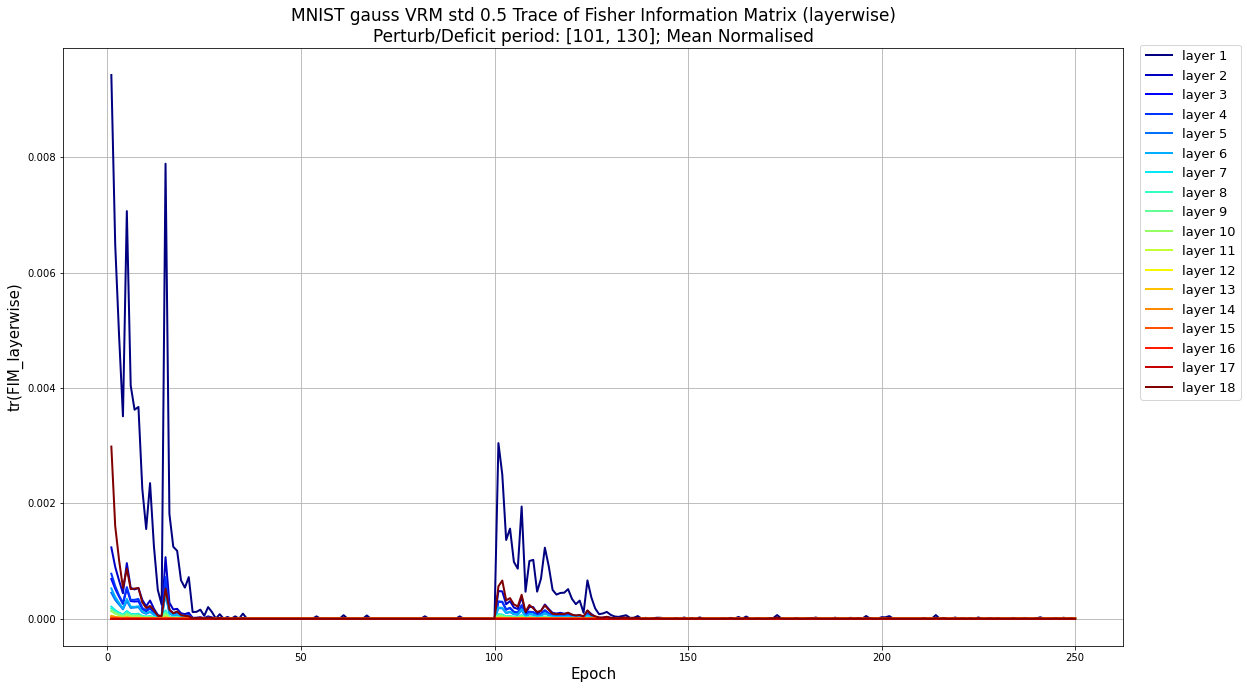 MNIST gauss VRM std 0.5 Trace of Fisher Information Matrix (layerwise)
Perturb/Deficit period: [101, 130]; Mean Normalised
tr(FIM_layerwise)
0.008
0.006
0.004
0.002
0.000
0
50
100
150
200
250
Epoch
layer 1
layer 2
layer 3
layer 4
layer 5
layer 6
layer 7
layer 8
layer 9
layer 10
layer 11
layer 12
layer 13
layer 14
layer 15
layer 16
layer 17
layer 18